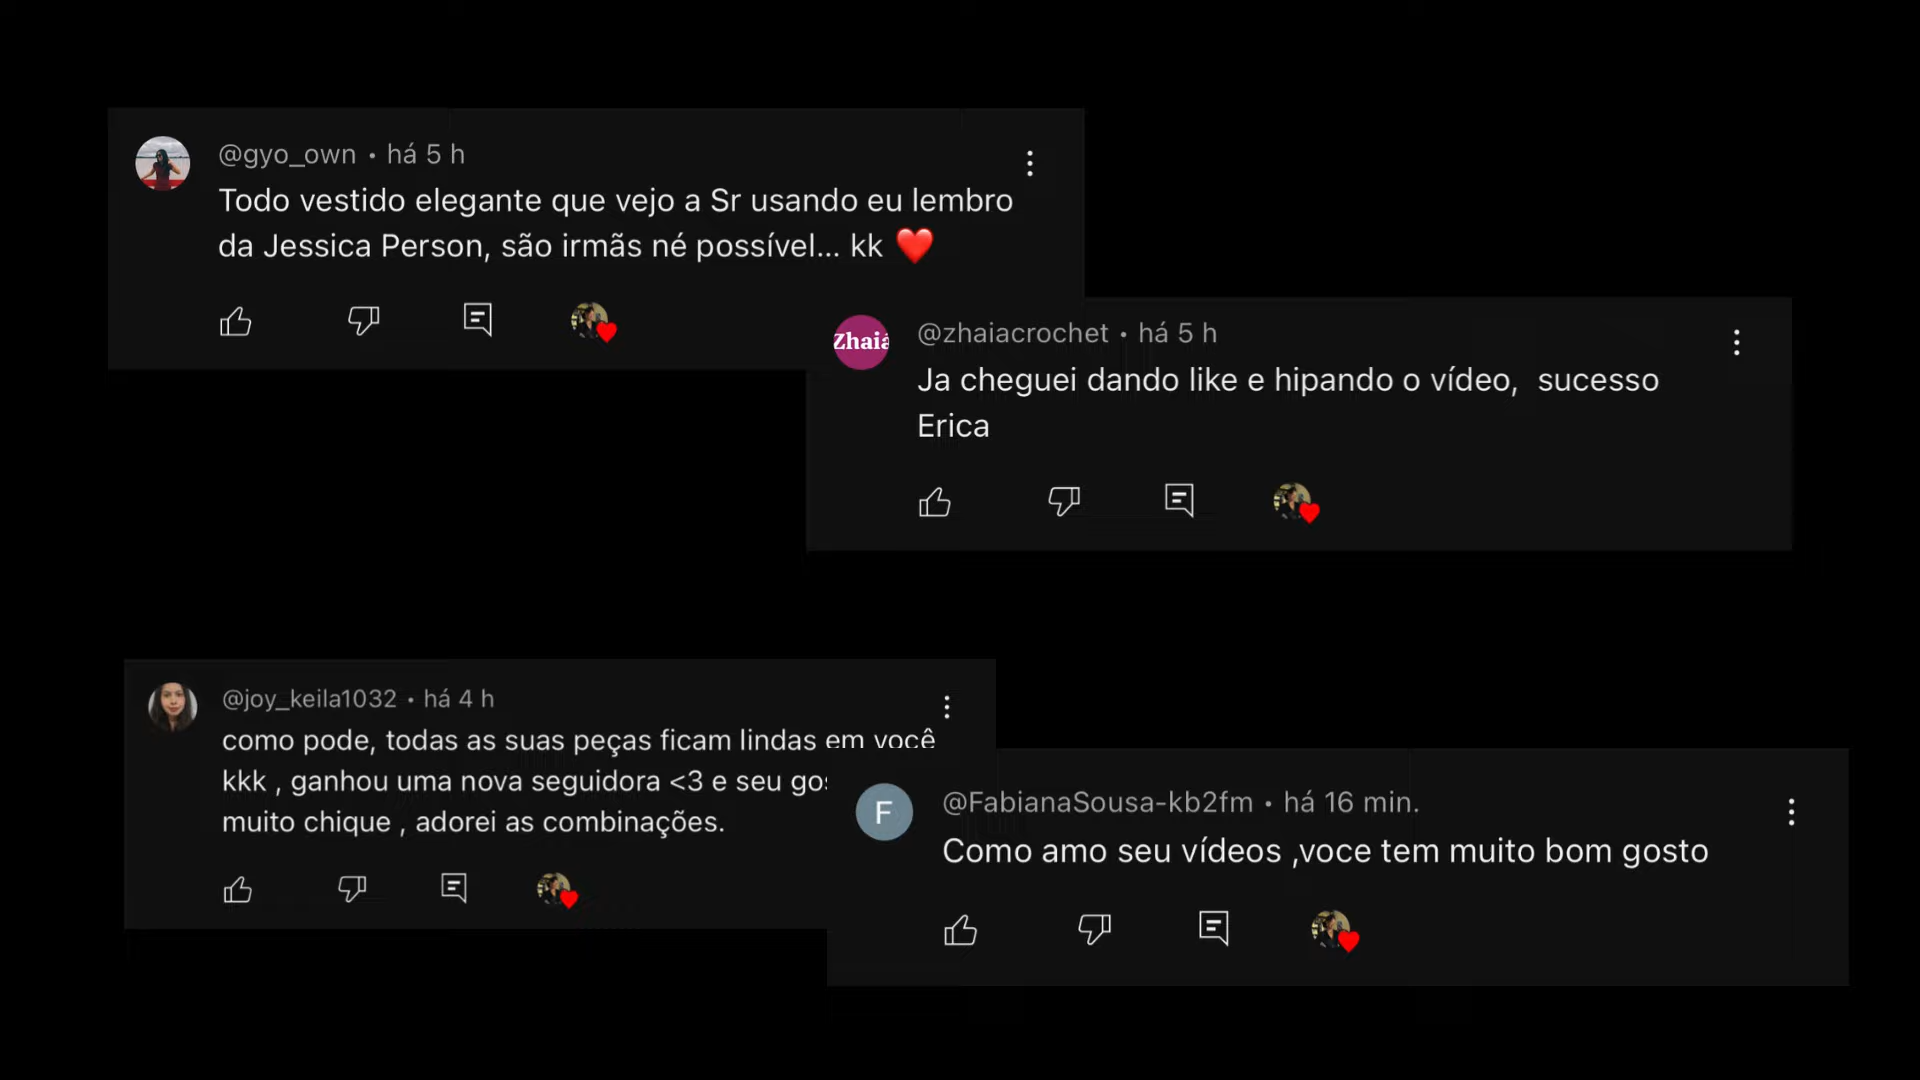 @gyo_own • há 5 h
Todo vestido elegante que vejo a Sr usando eu lembro
da Jessica Person, são irmãs né possível... kk ❤️
Zhaiá
@zhaiacrochet • há 5 h
Ja cheguei dando like e hipando o vídeo,  sucesso
Erica
@joy_keila1032 • há 4 h
como pode, todas as suas peças ficam lindas em você
kkk , ganhou uma nova seguidora <3 e seu
muito chique , adorei as combinações.
F
@FabianaSousa-kb2fm • há 16 min.
Como amo seu vídeos ,voce tem muito bom gosto